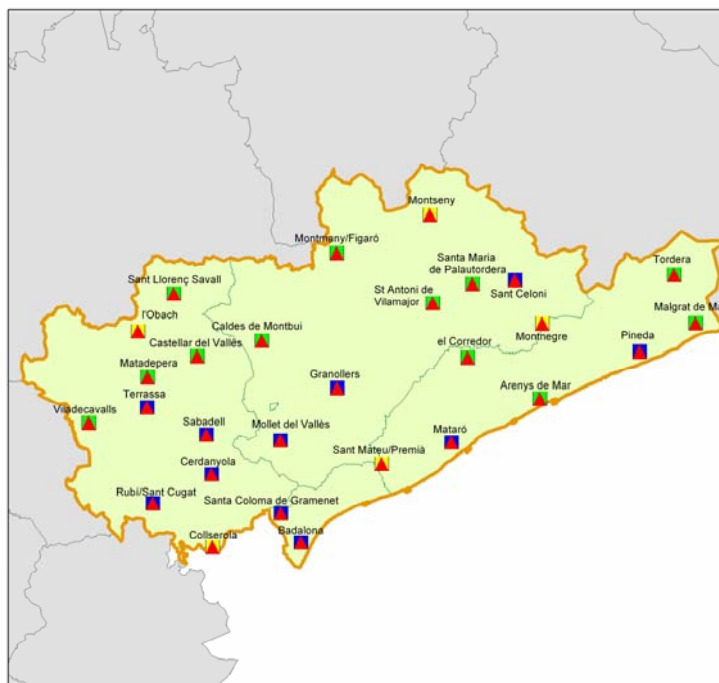 Montseny
Montmany/Figaró
Santa Maria
de Palautordera
Tordera
Sant Llorenç Savall
St Antoni de
Vilamajor
Sant Celoni
l'Obach
Caldes de Montbui
Montnegre
Malgrat de Ma
Castellar del Vallès
el Corredor
Pineda
Matadepera
Granollers
Terrassa
Arenys de Mar
Viladecavalls
Sabadell
Mollet del Vallès
Mataró
Sant Mateu/Premià
Cerdanyola
Rubí/Sant Cugat
Santa Coloma de Gramenet
Collserola
Badalona